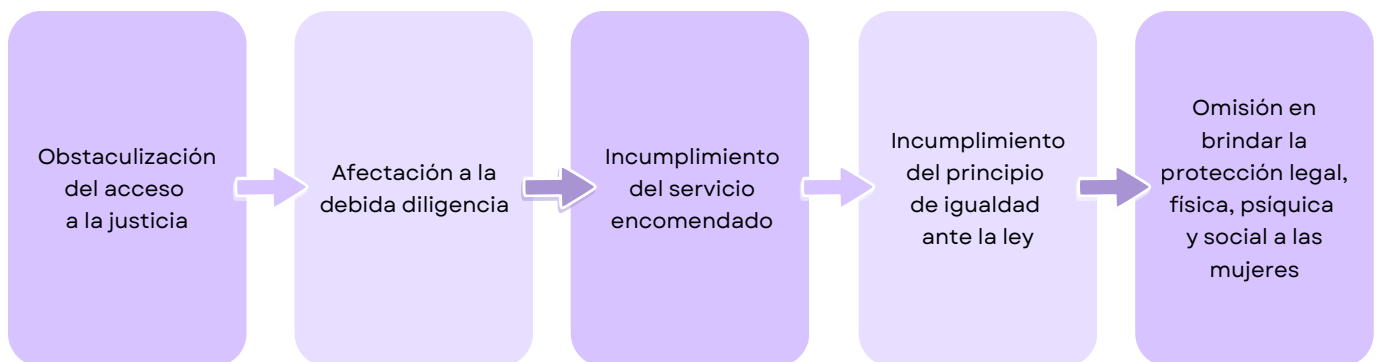 Obstaculización
del acceso
a la justicia
Afectación a la
debida diligencia
Incumplimiento
del servicio
encomendado
Incumplimiento
del principio
de igualdad
ante la ley
Omisión en
brindar la
protección legal,
física, psíquica
y social a las
mujeres